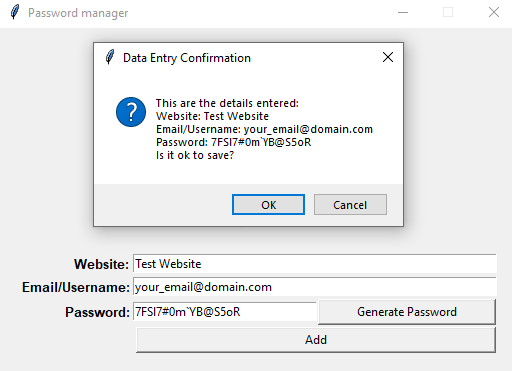 Password manager
Data Entry Confirmation
This are the details entered:
Website: Test Website
Email/Username: your_email@domain.com
Password: 7FSI7#0m`YB@S5oR
Is it ok to save?
OK Cancel
Website: Test Website
Email/Username: your_email@domain.com
Password: 7FSI7#0m`YB@S5oR Generate Password
Add